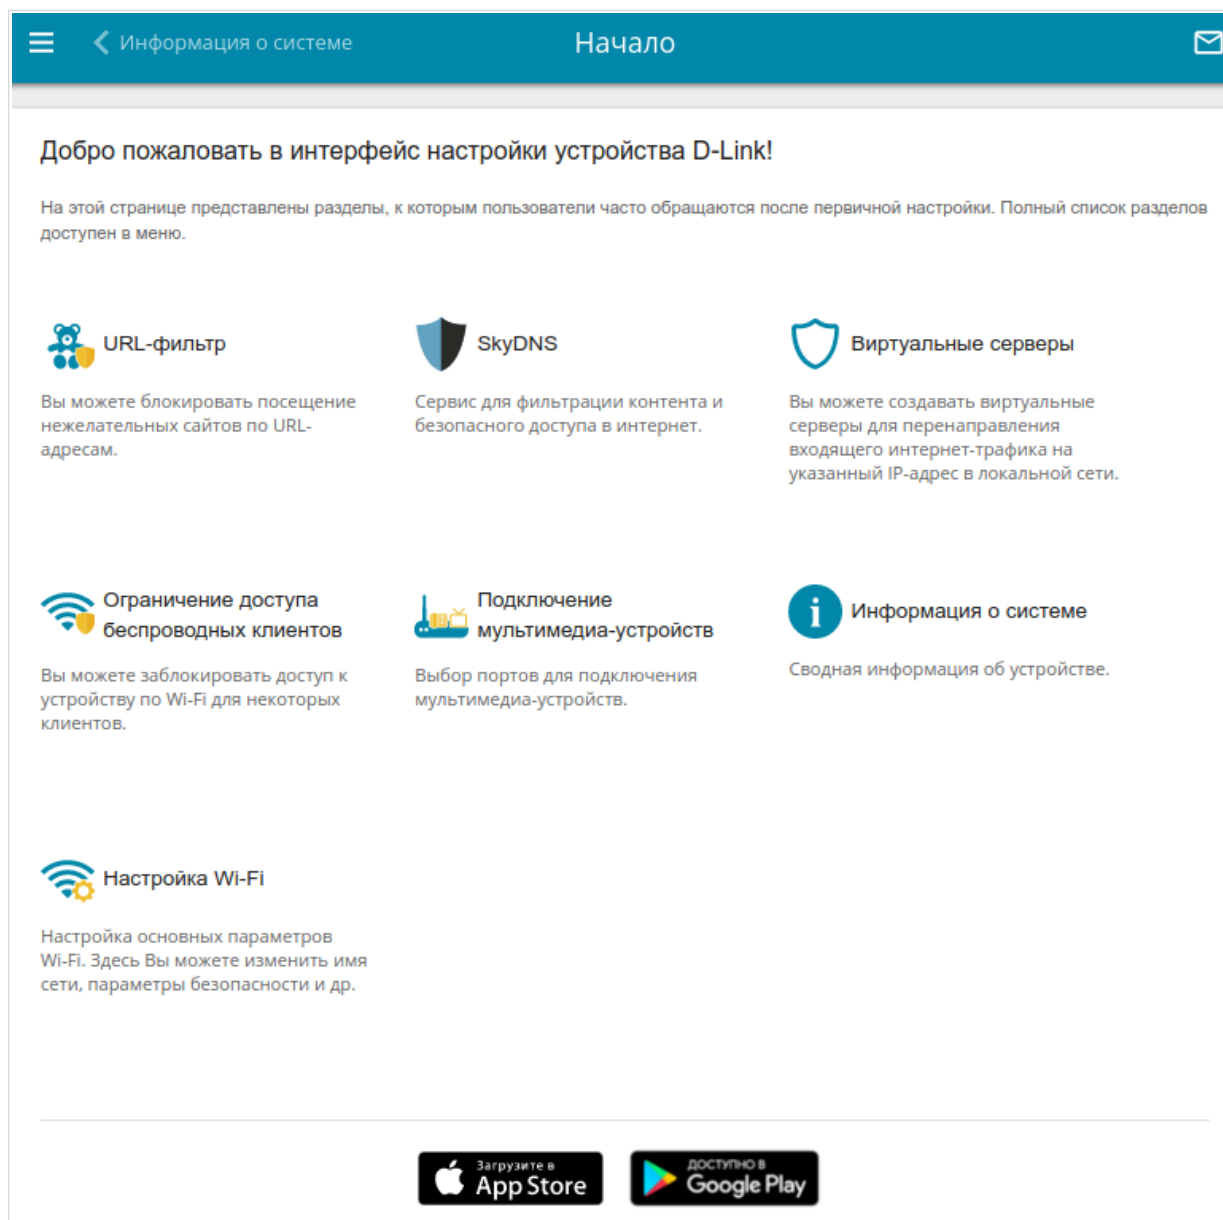 Информация о системе
Начало
Добро пожаловать в интерфейс настройки устройства D-Link!
На этой странице представлены разделы, к которым пользователи часто обращаются после первичной настройки. Полный список разделов
доступен в меню.
URL-фильтр
Вы можете блокировать посещение
нежелательных сайтов по URL-
адресам.
SkyDNS
Сервис для фильтрации контента и
безопасного доступа в интернет.
Виртуальные серверы
Вы можете создавать виртуальные
серверы для перенаправления
входящего интернет-трафика на
указанный IP-адрес в локальной сети.
Ограничение доступа
беспроводных клиентов
Вы можете заблокировать доступ к
устройству по Wi-Fi для некоторых
клиентов.
Подключение
мультимедиа-устройств
Выбор портов для подключения
мультимедиа-устройств.
Информация о системе
Сводная информация об устройстве.
Настройка Wi-Fi
Настройка основных параметров
Wi-Fi. Здесь Вы можете изменить имя
сети, параметры безопасности и др.
Загрузите в
App Store
ДОСТУПНО В
Google Play